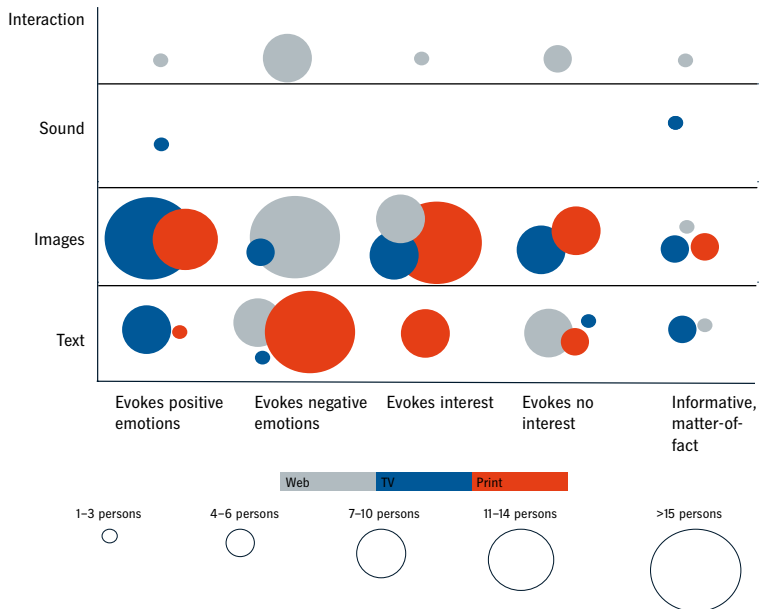 Interaction
Sound
Images
Text
Evokes positive
emotions
Evokes negative
emotions
Evokes interest
Evokes no
interest
Informative,
matter-of-
fact
Web
TV
Print
1–3 persons
4–6 persons
7–10 persons
11–14 persons
>15 persons